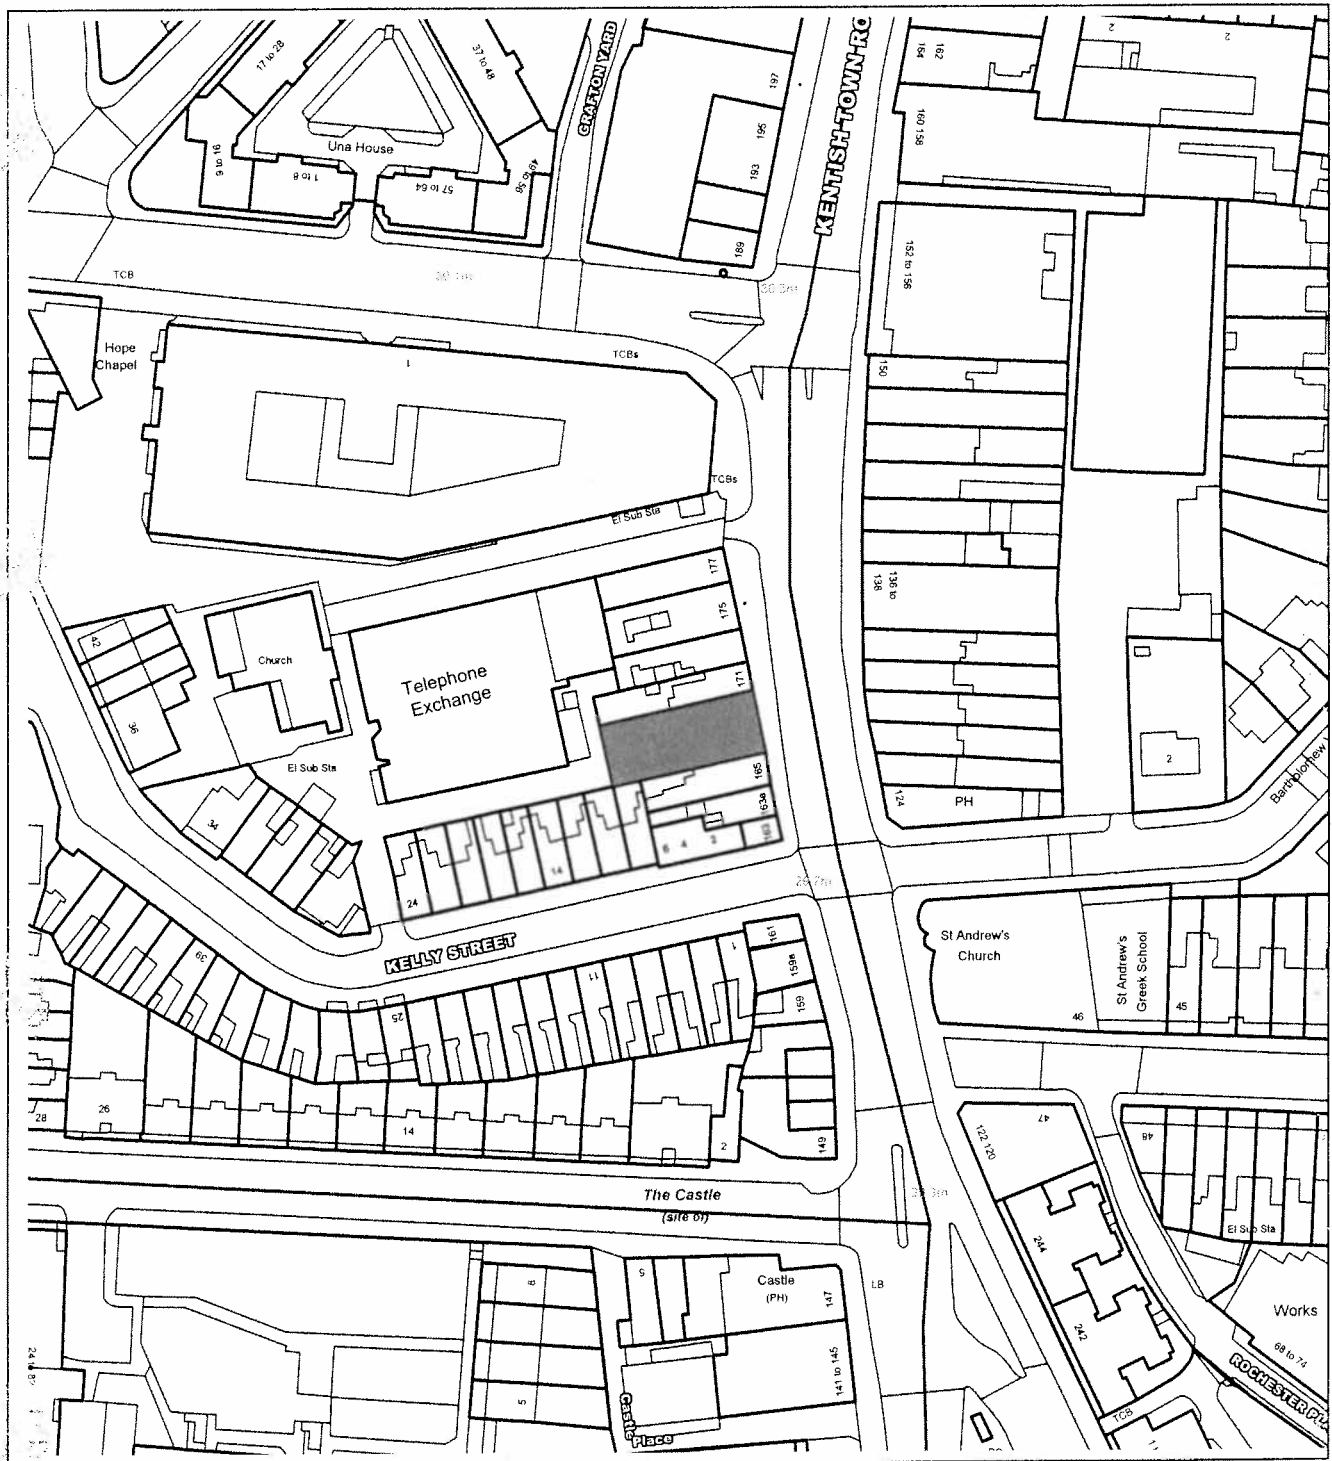 17 to 28
37 to 48
GRAFTON YARD
197
KENTISH TOWN RO
164
162
2
2
Una House
195
160 158
9 to 16
1 to 8
57 to 64
49 to 56
193
189
152 to 156
TCB
Hope
Chapel
TCBs
1
150
TCBs
El Sub Sta
177
175
138
136 to
42
Church
Telephone
Exchange
171
36
El Sub Sta
165
2
Bartholomew
34
163a
124
PH
6
4
2
163
14
24
KELLY STREET
161
1
159a
St Andrew's
Church
St Andrew's
Greek School
39
11
159
25
46
45
26
28
14
2
149
47
48
122 120
The Castle
(site of)
El Sub Sta
244
8
5
Castle
(PH)
147
LB
Works
242
68 to 74
141 to 145
5
Castle
Place
ROCHESTER PLA
TCB